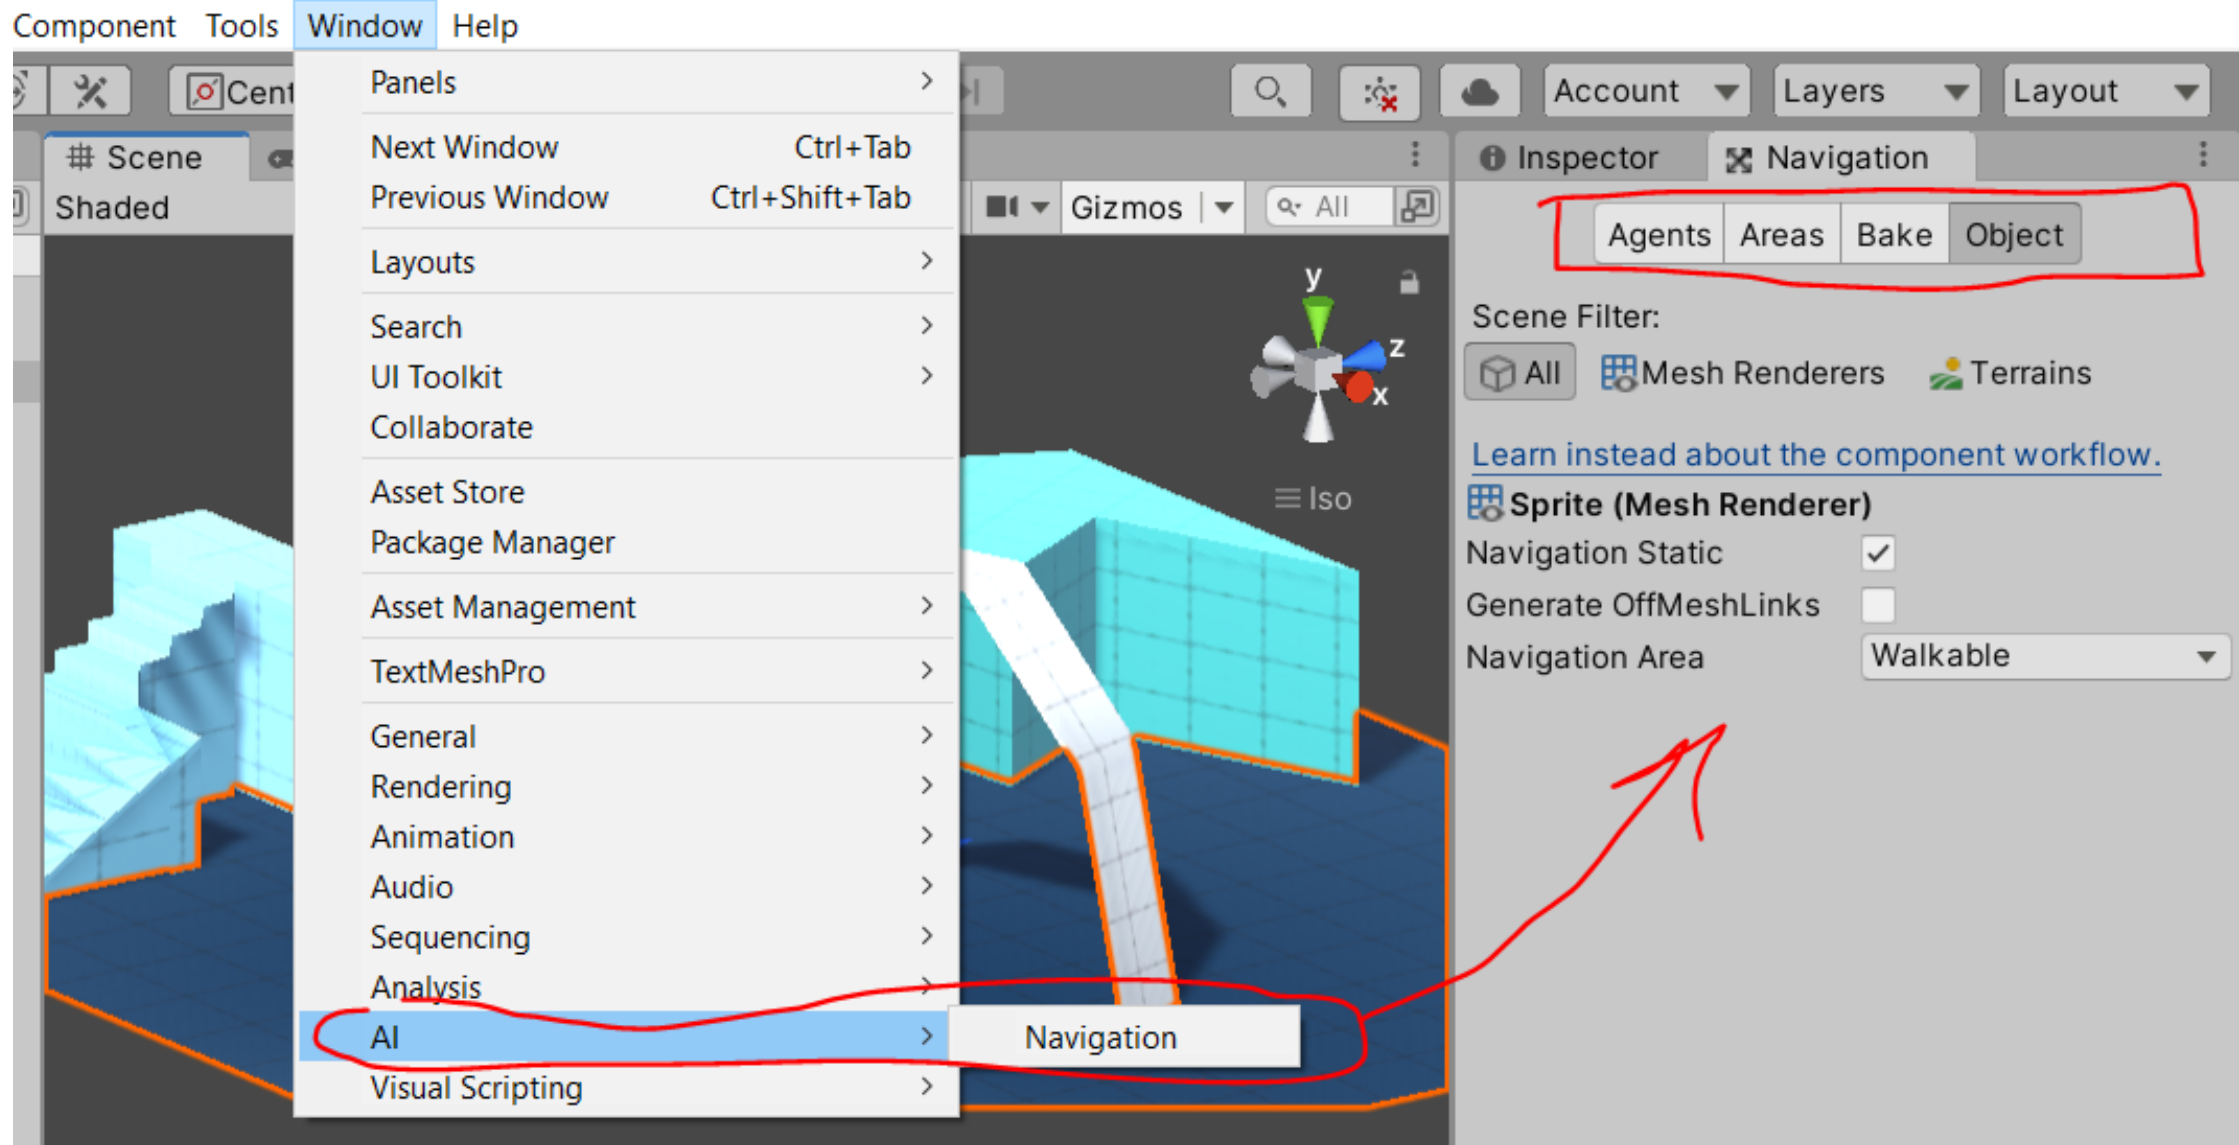 Component Tools Window Help
Cent
Account Layers Layout
Scene
Shaded
Gizmos All
Panels
Next Window Ctrl+Tab
Previous Window Ctrl+Shift+Tab
Layouts
Search
UI Toolkit
Collaborate
Asset Store
Package Manager
Asset Management
TextMeshPro
General
Rendering
Animation
Audio
Sequencing
Analysis
AI
Navigation
Visual Scripting
y
z
x
Iso
Inspector Navigation
Agents Areas Bake Object
Scene Filter:
All Mesh Renderers Terrains
Learn instead about the component workflow.
Sprite (Mesh Renderer)
Navigation Static
Generate OffMeshLinks
Navigation Area Walkable